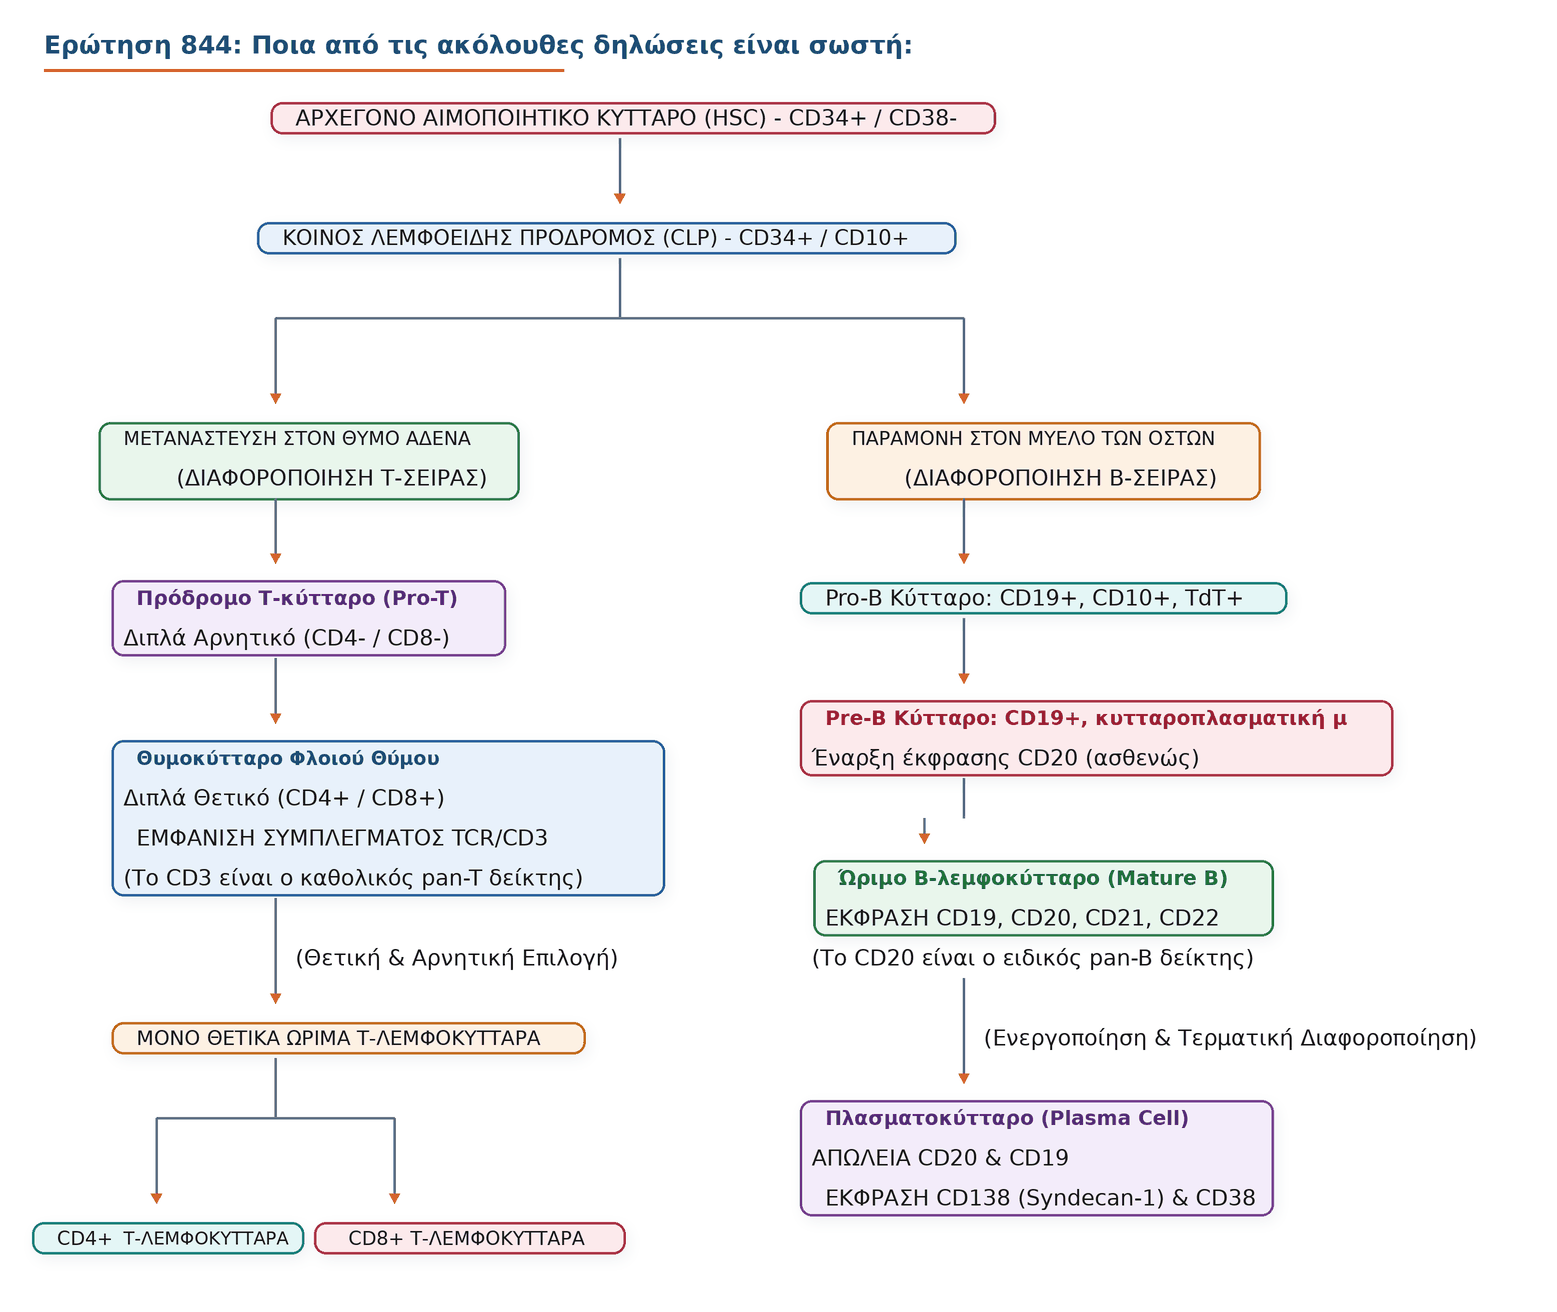 Ερώτηση 844: Ποια από τις ακόλουθες δηλώσεις είναι σωστή:
ΑΡΧΕΓΟΝΟ ΑΙΜΟΠΟΙΗΤΙΚΟ ΚΥΤΤΑΡΟ (HSC) - CD34+ / CD38-
ΚΟΙΝΟΣ ΛΕΜΦΟΕΙΔΗΣ ΠΡΟΔΡΟΜΟΣ (CLP) - CD34+ / CD10+
ΜΕΤΑΝΑΣΤΕΥΣΗ ΣΤΟΝ ΘΥΜΟ ΑΔΕΝΑ
(ΔΙΑΦΟΡΟΠΟΙΗΣΗ Τ-ΣΕΙΡΑΣ)
ΠΑΡΑΜΟΝΗ ΣΤΟΝ ΜΥΕΛΟ ΤΩΝ ΟΣΤΩΝ
(ΔΙΑΦΟΡΟΠΟΙΗΣΗ Β-ΣΕΙΡΑΣ)
Πρόδρομο Τ-κύτταρο (Pro-T)
Διπλά Αρνητικό (CD4- / CD8-)
Pro-B Κύτταρο: CD19+, CD10+, TdT+
Pre-B Κύτταρο: CD19+, κυτταροπλασματική μ
Έναρξη έκφρασης CD20 (ασθενώς)
Θυμοκύτταρο Φλοιού Θύμου
Διπλά Θετικό (CD4+ / CD8+)
ΕΜΦΑΝΙΣΗ ΣΥΜΠΛΕΓΜΑΤΟΣ TCR/CD3
(Το CD3 είναι ο καθολικός pan-T δείκτης)
Ώριμο Β-λεμφοκύτταρο (Mature B)
ΕΚΦΡΑΣΗ CD19, CD20, CD21, CD22
(Το CD20 είναι ο ειδικός pan-B δείκτης)
(Θετική & Αρνητική Επιλογή)
ΜΟΝΟ ΘΕΤΙΚΑ ΩΡΙΜΑ Τ-ΛΕΜΦΟΚΥΤΤΑΡΑ
(Ενεργοποίηση & Τερματική Διαφοροποίηση)
Πλασματοκύτταρο (Plasma Cell)
ΑΠΩΛΕΙΑ CD20 & CD19
ΕΚΦΡΑΣΗ CD138 (Syndecan-1) & CD38
CD4+ Τ-ΛΕΜΦΟΚΥΤΤΑΡΑ
CD8+ Τ-ΛΕΜΦΟΚΥΤΤΑΡΑ